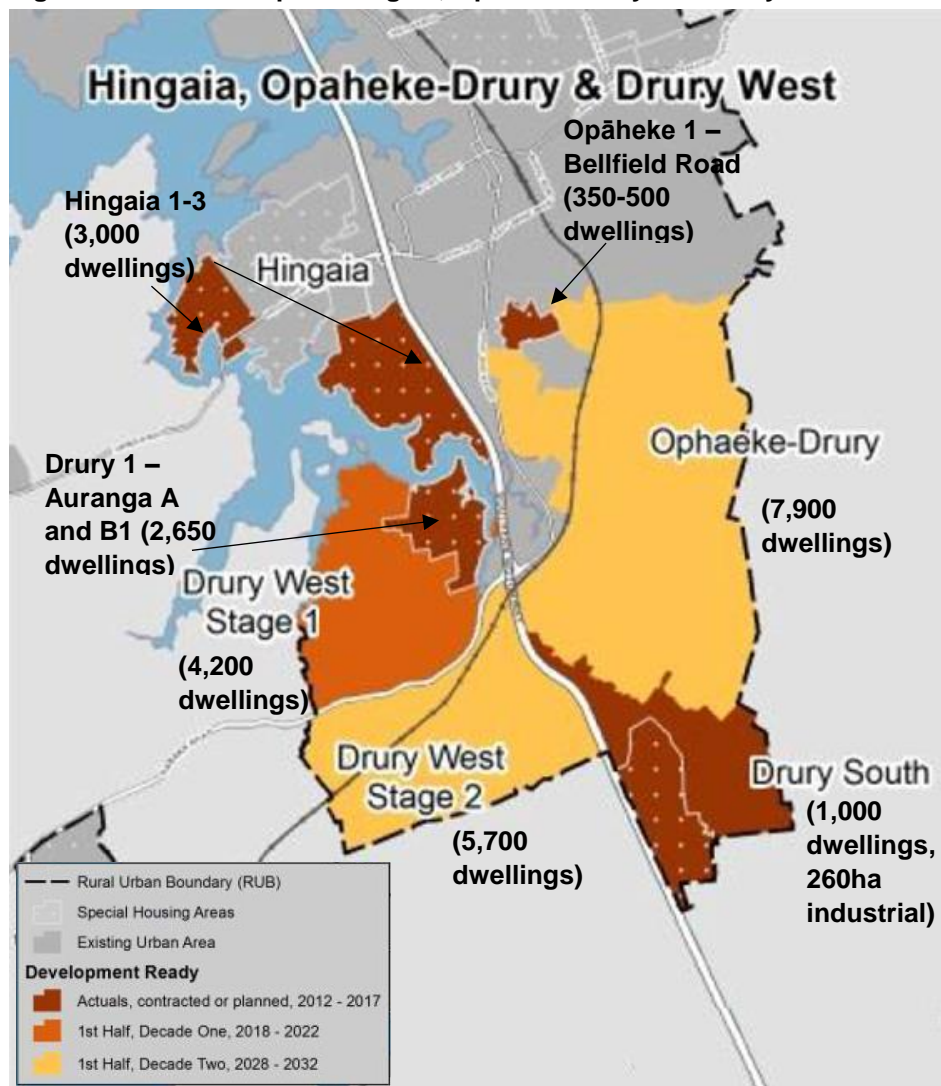 Hingaia, Opaheke-Drury & Drury West
Opāheke 1 –
Bellfield Road
(350-500
dwellings)
Hingaia 1-3
(3,000
dwellings)
Hingaia
Ophaeke-Drury
(7,900
dwellings)
Drury 1 –
Auranga A
and B1 (2,650
dwellings)
Drury West
Stage 1
(4,200
dwellings)
Drury West
Stage 2
(5,700
dwellings)
Drury South
(1,000
dwellings,
260ha
industrial)
Rural Urban Boundary (RUB)
Special Housing Areas
Existing Urban Area
Development Ready
Actuals, contracted or planned, 2012 - 2017
1st Half, Decade One, 2018 - 2022
1st Half, Decade Two, 2028 - 2032